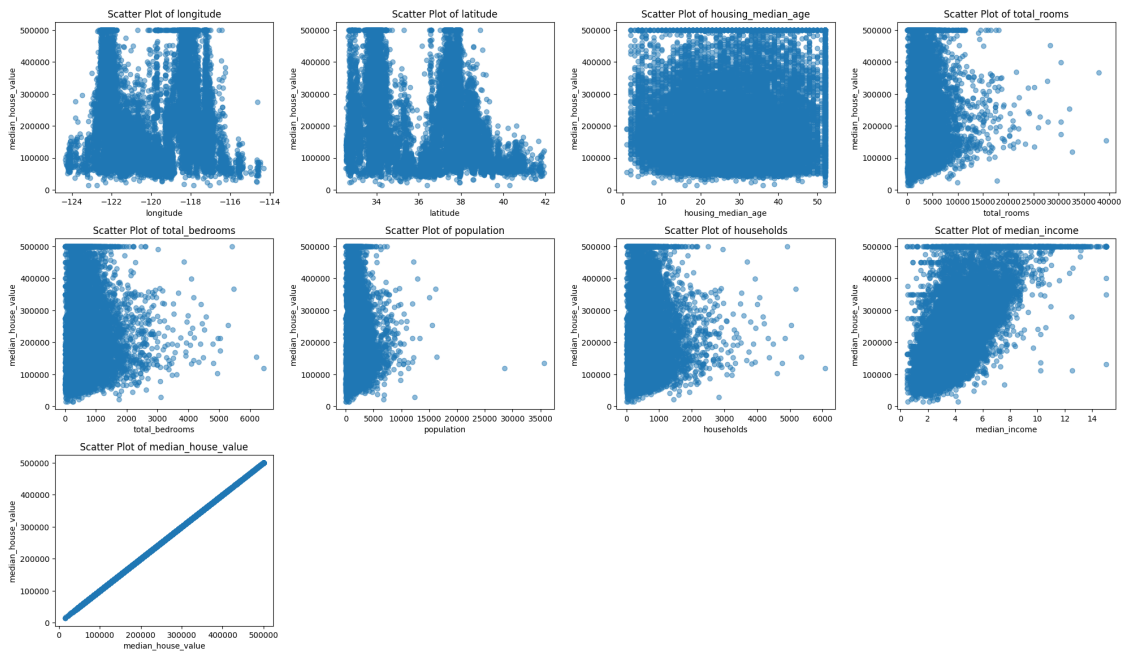 Scatter Plot of longitude
median_house_value
500000
400000
300000
200000
100000
0
−124 −122 −120 −118 −116 −114
longitude
Scatter Plot of latitude
median_house_value
500000
400000
300000
200000
100000
0
34 36 38 40 42
latitude
Scatter Plot of housing_median_age
median_house_value
500000
400000
300000
200000
100000
0
0 10 20 30 40 50
housing_median_age
Scatter Plot of total_rooms
median_house_value
500000
400000
300000
200000
100000
0
0 5000 10000 15000 20000 25000 30000 35000 40000
total_rooms
Scatter Plot of total_bedrooms
median_house_value
500000
400000
300000
200000
100000
0
0 1000 2000 3000 4000 5000 6000
total_bedrooms
Scatter Plot of population
median_house_value
500000
400000
300000
200000
100000
0
0 5000 10000 15000 20000 25000 30000 35000
population
Scatter Plot of households
median_house_value
500000
400000
300000
200000
100000
0
0 1000 2000 3000 4000 5000 6000
households
Scatter Plot of median_income
median_house_value
500000
400000
300000
200000
100000
0
2 4 6 8 10 12 14
median_income
Scatter Plot of median_house_value
median_house_value
500000
400000
300000
200000
100000
0
0 100000 200000 300000 400000 500000
median_house_value